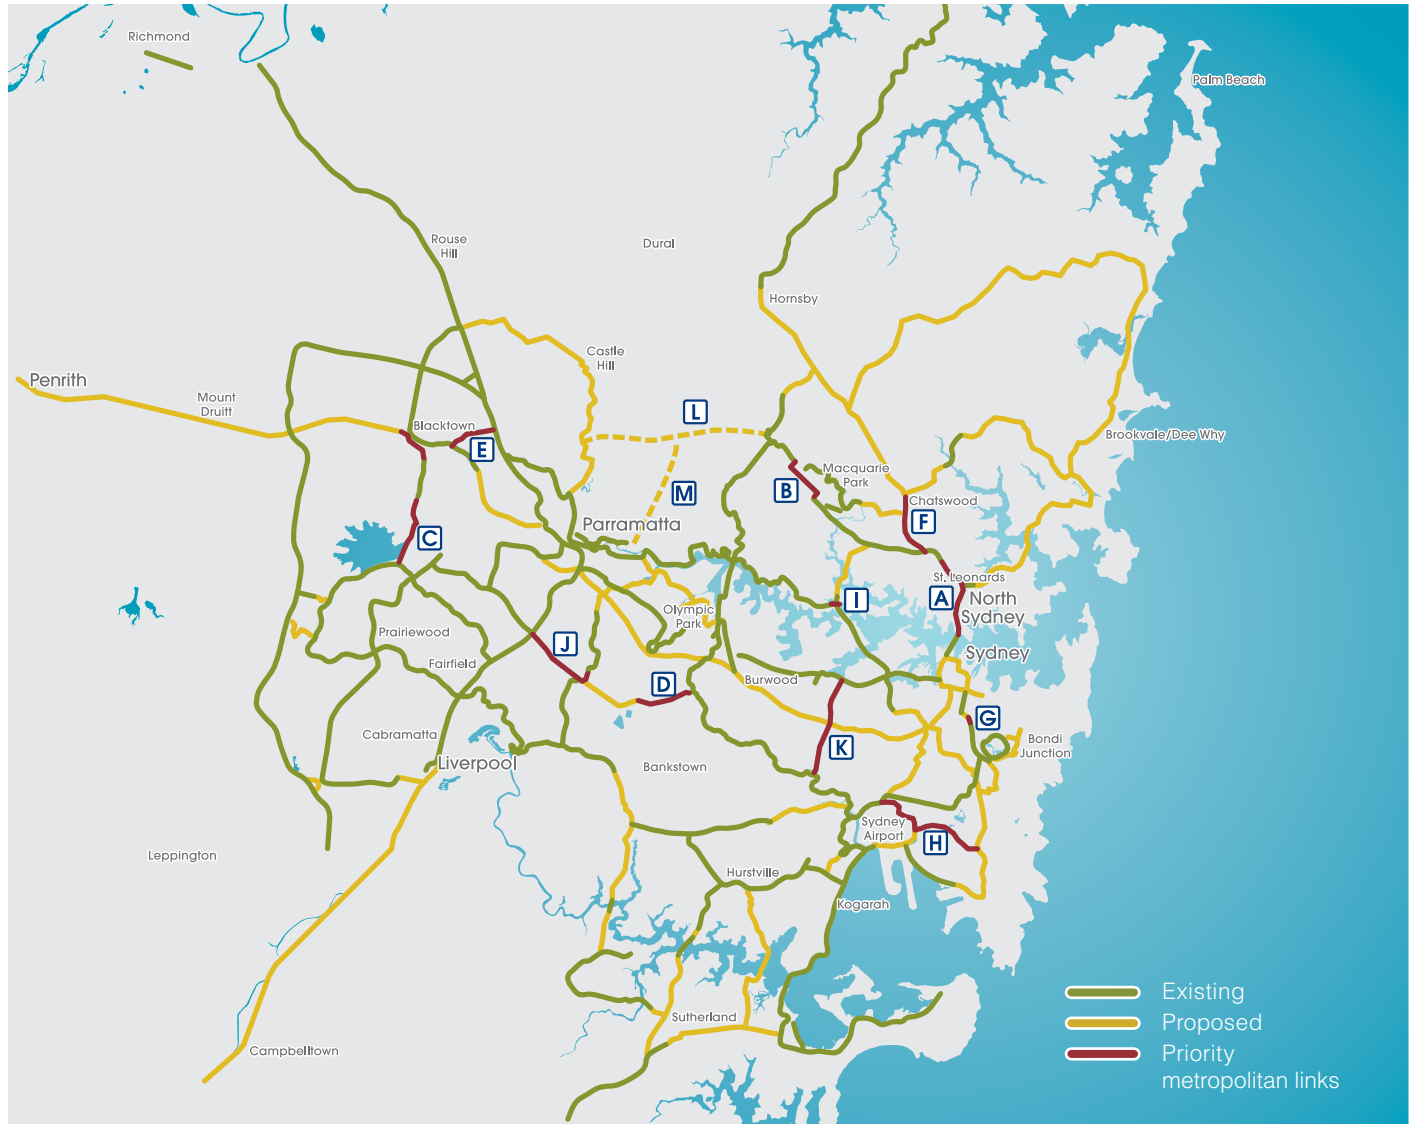 Richmond
Palm Beach
Rouse
Hill
Dural
Hornsby
Castle
Hill
Penrith
Mount
Druitt
L
Blacktown
E
Brookvale/Dee Why
Macquarie
Park
B
M
Chatswood
F
Parramatta
C
St. Leonards
A
North
Sydney
I
Olympic
Park
Prairiewood
J
Sydney
Fairfield
D
Burwood
G
Cabramatta
K
Bondi
Junction
Liverpool
Bankstown
Sydney
Airport
H
Leppington
Hurstville
Kogarah
Existing
Sutherland
Proposed
Campbelltown
Priority
metropolitan links